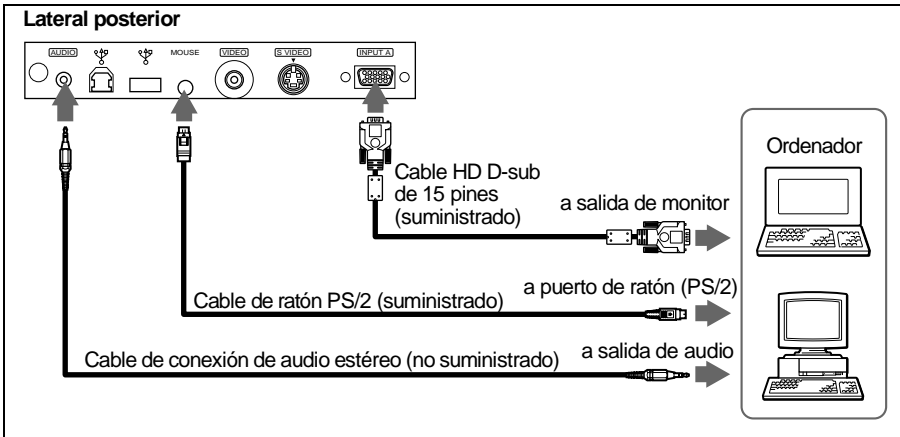 Lateral posterior
AUDIO
MOUSE
VIDEO
S VIDEO
INPUT A
Ordenador
Cable HD D-sub
de 15 pines
(suministrado)
a salida de monitor
Cable de ratón PS/2 (suministrado)
a puerto de ratón (PS/2)
Cable de conexión de audio estéreo (no suministrado)
a salida de audio